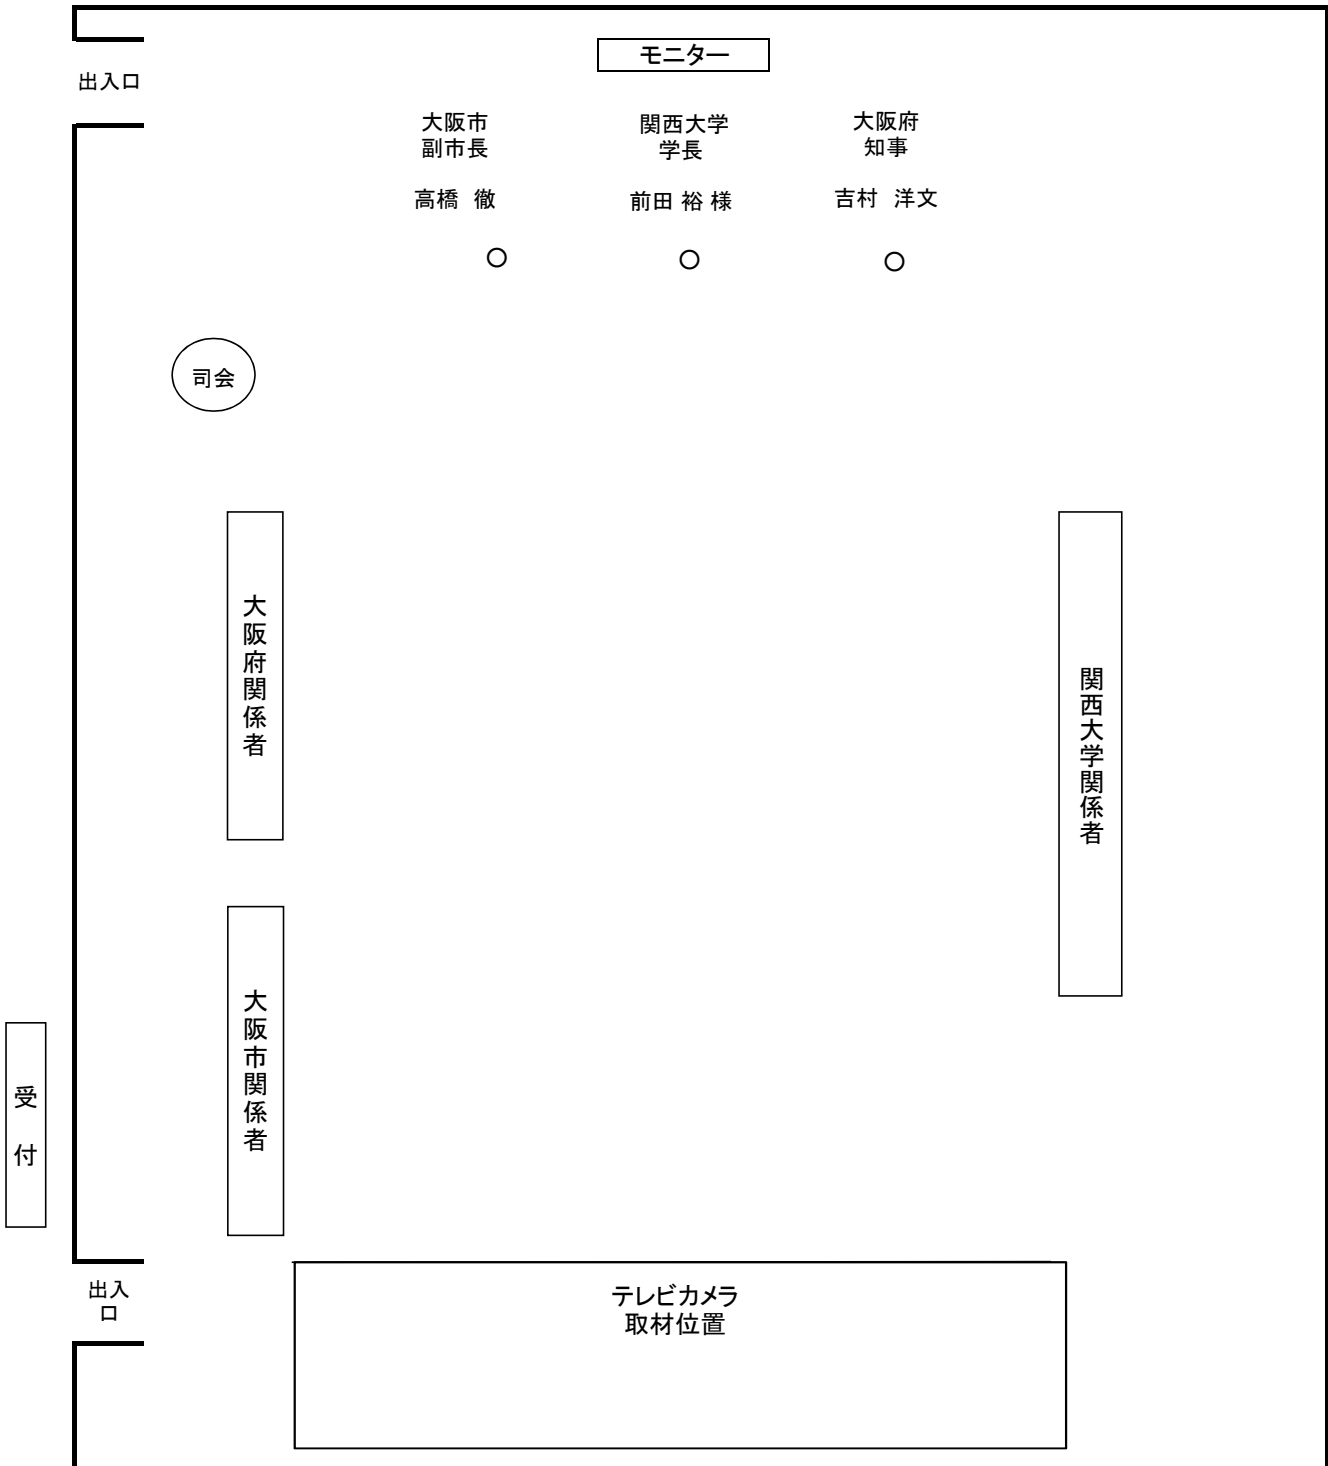 モニター
出入口
大阪市
副市長
高橋 徹
関西大学
学長
前田 裕 様
大阪府
知事
吉村 洋文
司会
大阪府関係者
関西大学関係者
大阪市関係者
受付
出入
口
テレビカメラ
取材位置